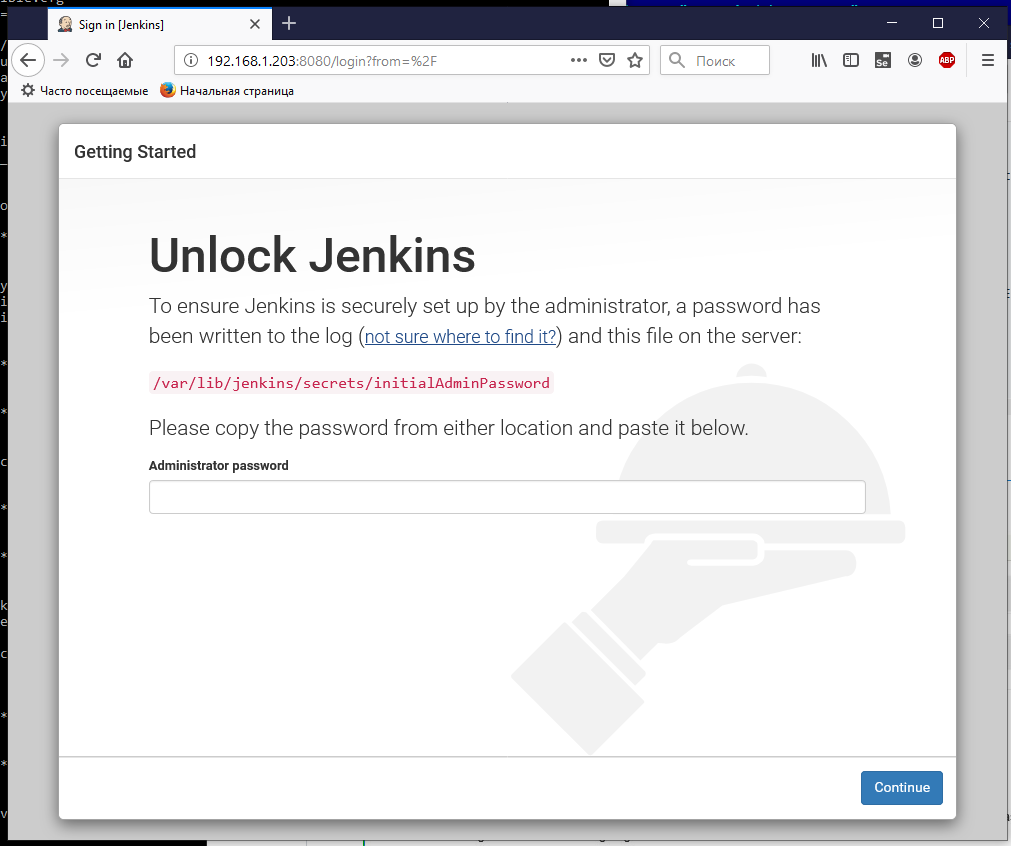 Sign in [Jenkins]
192.168.1.203:8080/login?from=%2F
Поиск
Se
ABP
Часто посещаемые
Начальная страница
Getting Started
Unlock Jenkins
To ensure Jenkins is securely set up by the administrator, a password has
been written to the log (not sure where to find it?) and this file on the server:
/var/lib/jenkins/secrets/initialAdminPassword
Please copy the password from either location and paste it below.
Administrator password
Continue